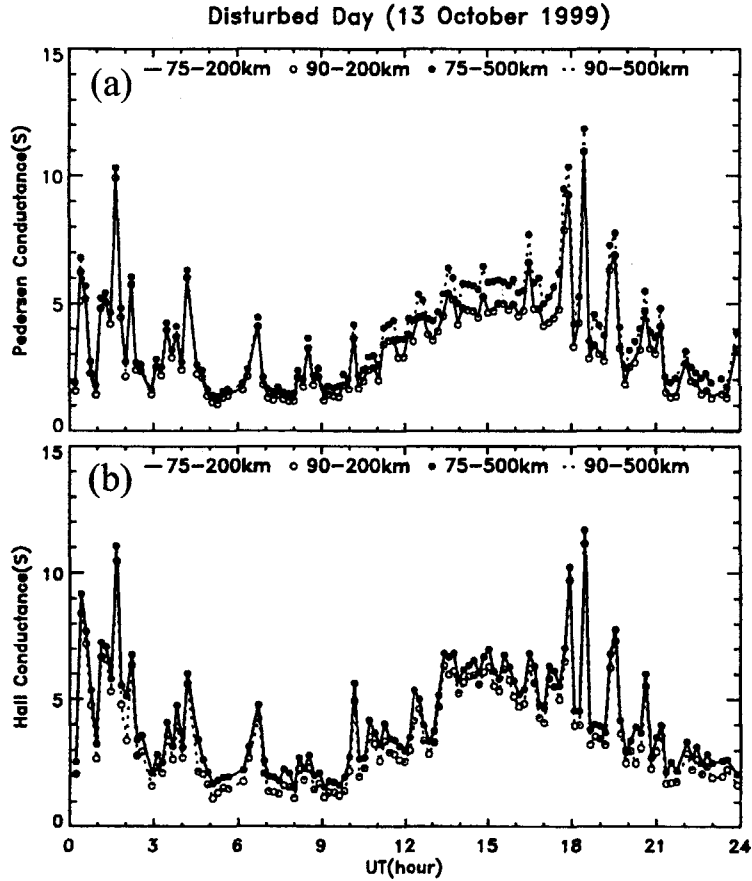 Disturbed Day (13 October 1999)
15
(a)
— 75–200km ○ 90–200km ● 75–500km ·· 90–500km
10
5
0
Pedersen Conductance(S)
15
(b)
— 75–200km ○ 90–200km ● 75–500km ·· 90–500km
10
5
0
Hall Conductance(S)
0 3 6 9 12 15 18 21 24
UT(hour)